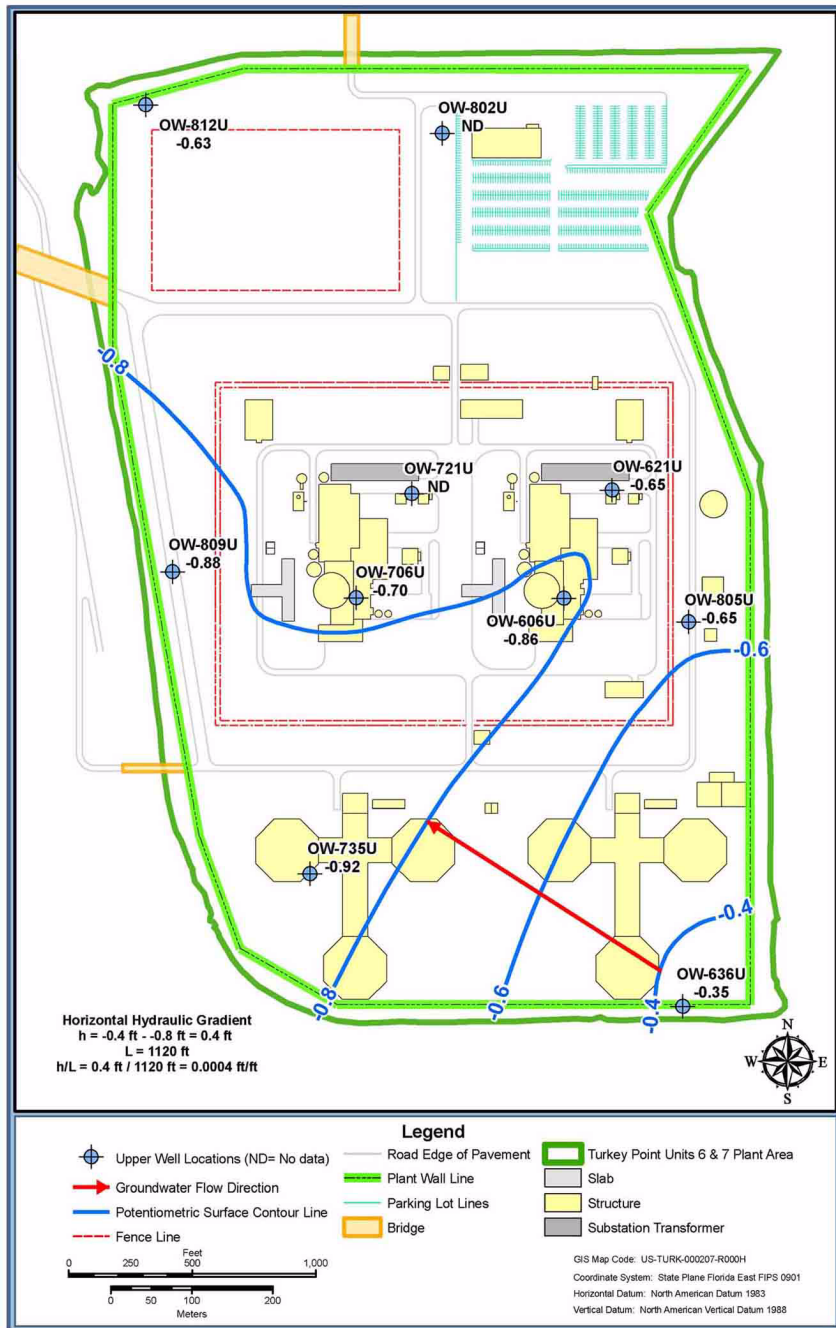 OW-812U
-0.63
OW-802U
ND
-0.8
OW-721U
ND
OW-621U
-0.65
OW-809U
-0.88
OW-706U
-0.70
OW-606U
-0.86
OW-805U
-0.65
-0.6
OW-735U
-0.92
-0.4
OW-636U
-0.35
-0.8
-0.6
-0.4
Horizontal Hydraulic Gradient
h = -0.4 ft - -0.8 ft = 0.4 ft
L = 1120 ft
h/L = 0.4 ft / 1120 ft = 0.0004 ft/ft
N
W
E
S
Legend
Upper Well Locations (ND= No data)
Groundwater Flow Direction
Potentiometric Surface Contour Line
Fence Line
Road Edge of Pavement
Plant Wall Line
Parking Lot Lines
Bridge
Turkey Point Units 6 & 7 Plant Area
Slab
Structure
Substation Transformer
Feet
0 250 500 1,000
0 50 100 200
Meters
GIS Map Code: US-TURK-000207-R000H
Coordinate System: State Plane Florida East FIPS 0901
Horizontal Datum: North American Datum 1983
Vertical Datum: North American Vertical Datum 1988